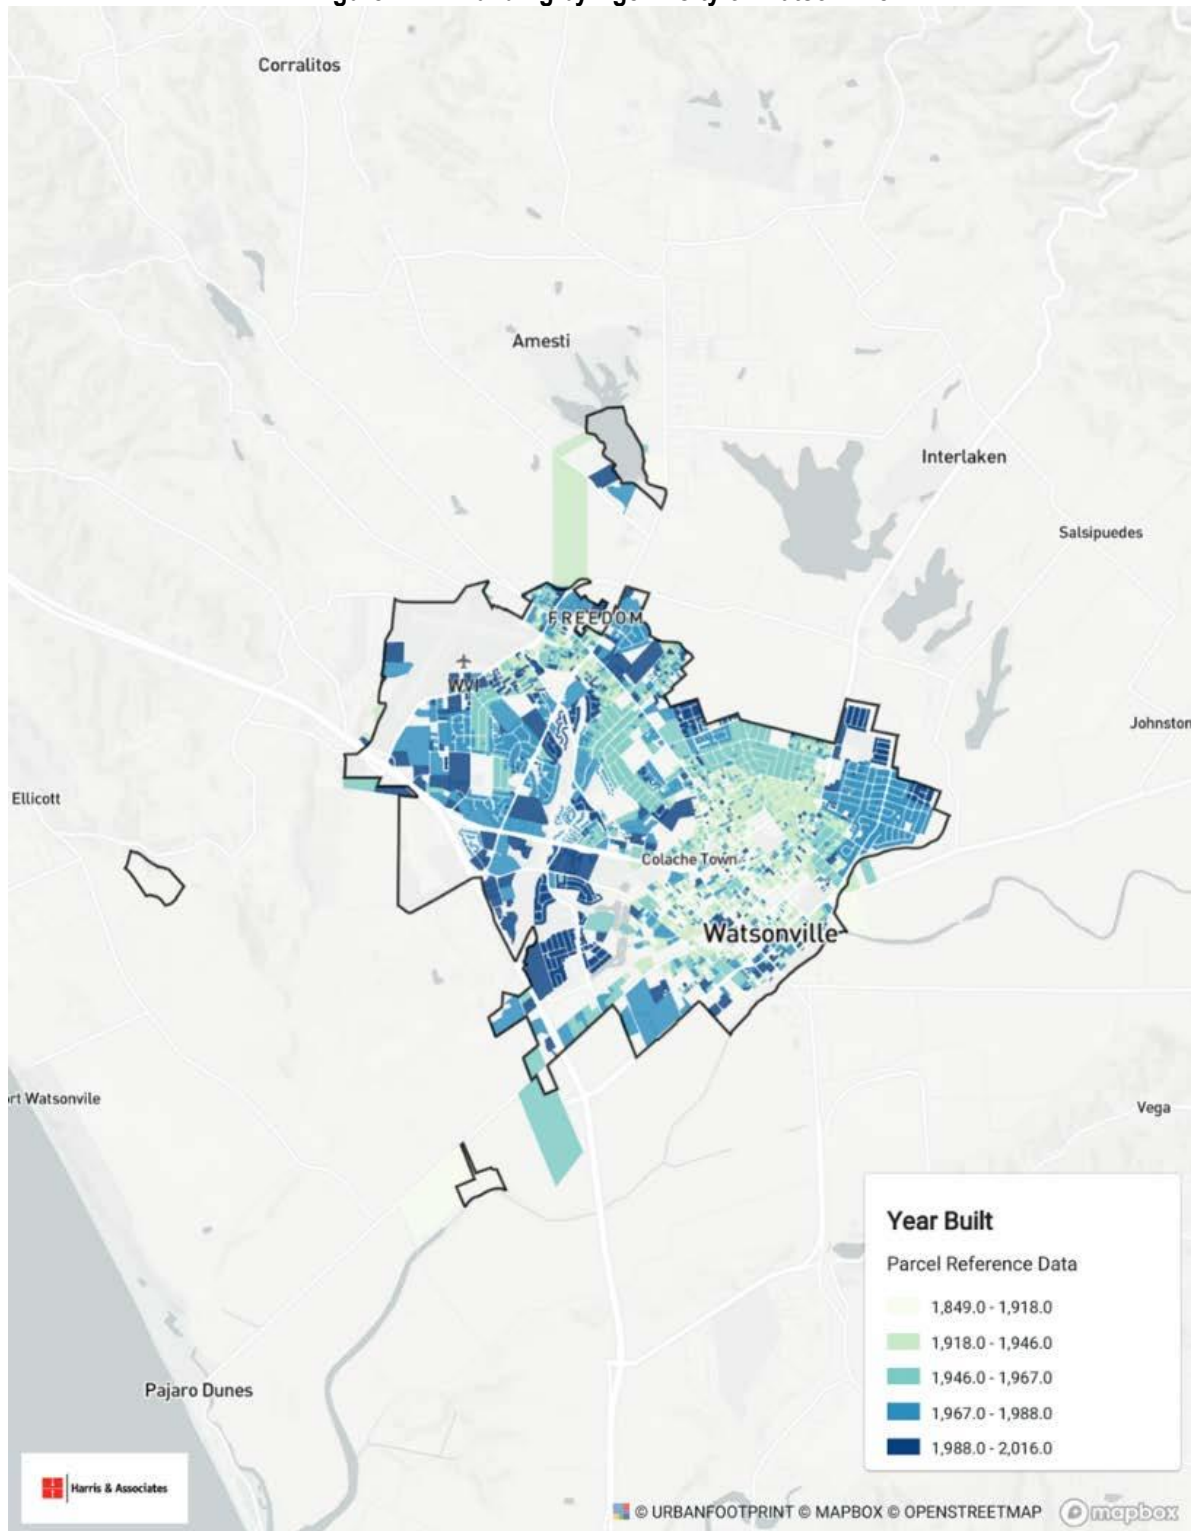 Corralitos
Amesti
Interlaken
Salsipuedes
FREEDOM
WVI
Johnston
Ellicott
Colache Town
Watsonville
rt Watsonvile
Vega
Year Built
Parcel Reference Data
1,849.0 - 1,918.0
1,918.0 - 1,946.0
1,946.0 - 1,967.0
1,967.0 - 1,988.0
1,988.0 - 2,016.0
Pajaro Dunes
Harris & Associates
© URBANFOOTPRINT © MAPBOX © OPENSTREETMAP
mapbox